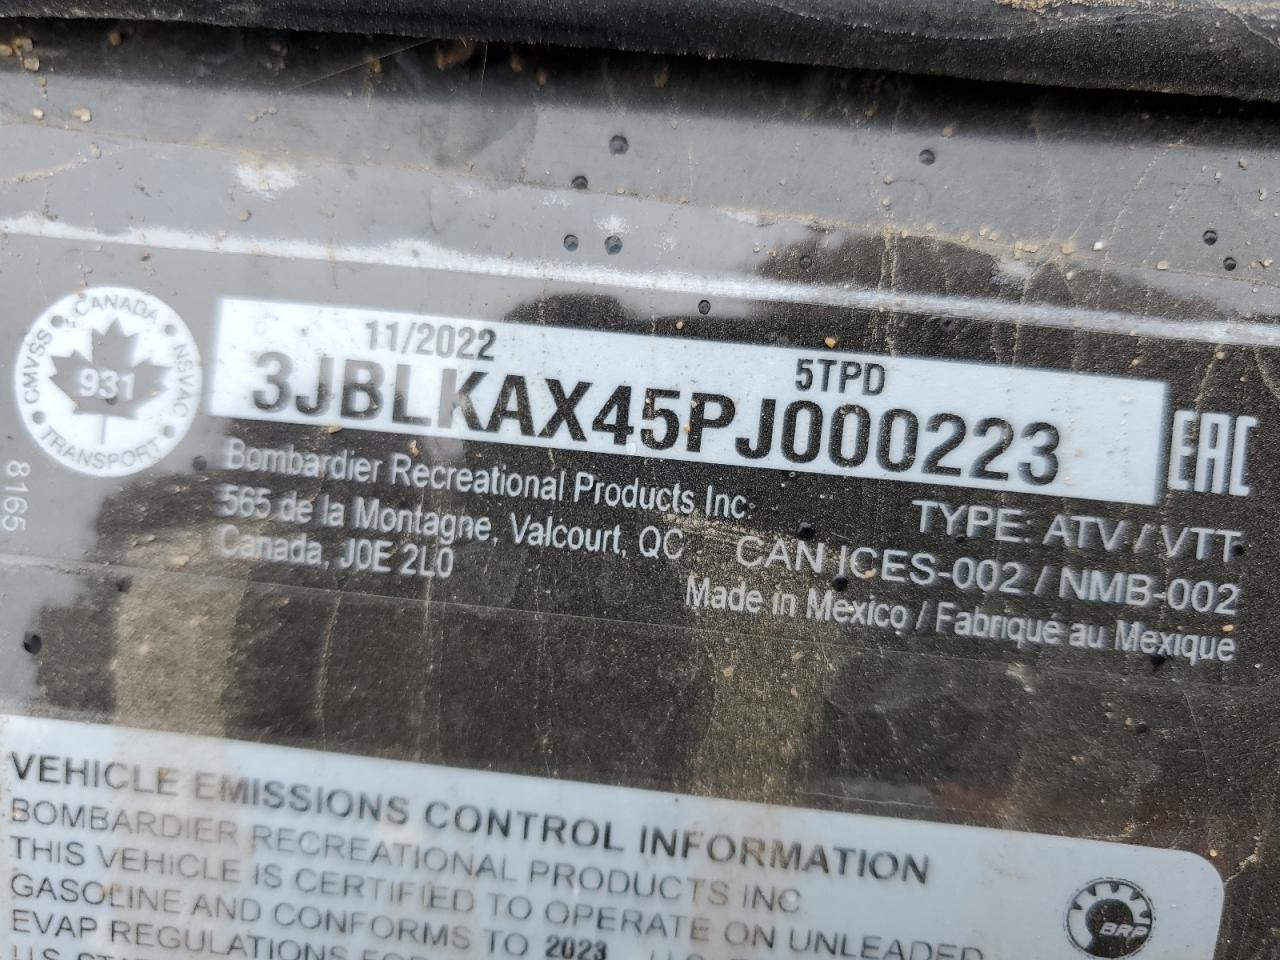 CANADA
CMVSS
NSVAC
931
TRANSPORT
8165
11/2022
5TPD
3JBLKAX45PJ000223
EAC
Bombardier Recreational Products Inc.
565 de la Montagne, Valcourt, QC
Canada, J0E 2L0
TYPE: ATV / VTT
CAN ICES-002 / NMB-002
Made in Mexico / Fabriqué au Mexique
VEHICLE EMISSIONS CONTROL INFORMATION
BOMBARDIER RECREATIONAL PRODUCTS INC
THIS VEHICLE IS CERTIFIED TO OPERATE ON UNLEADED
GASOLINE AND CONFORMS TO 2023 U.S.
EVAP REGULATIONS FOR
BRP